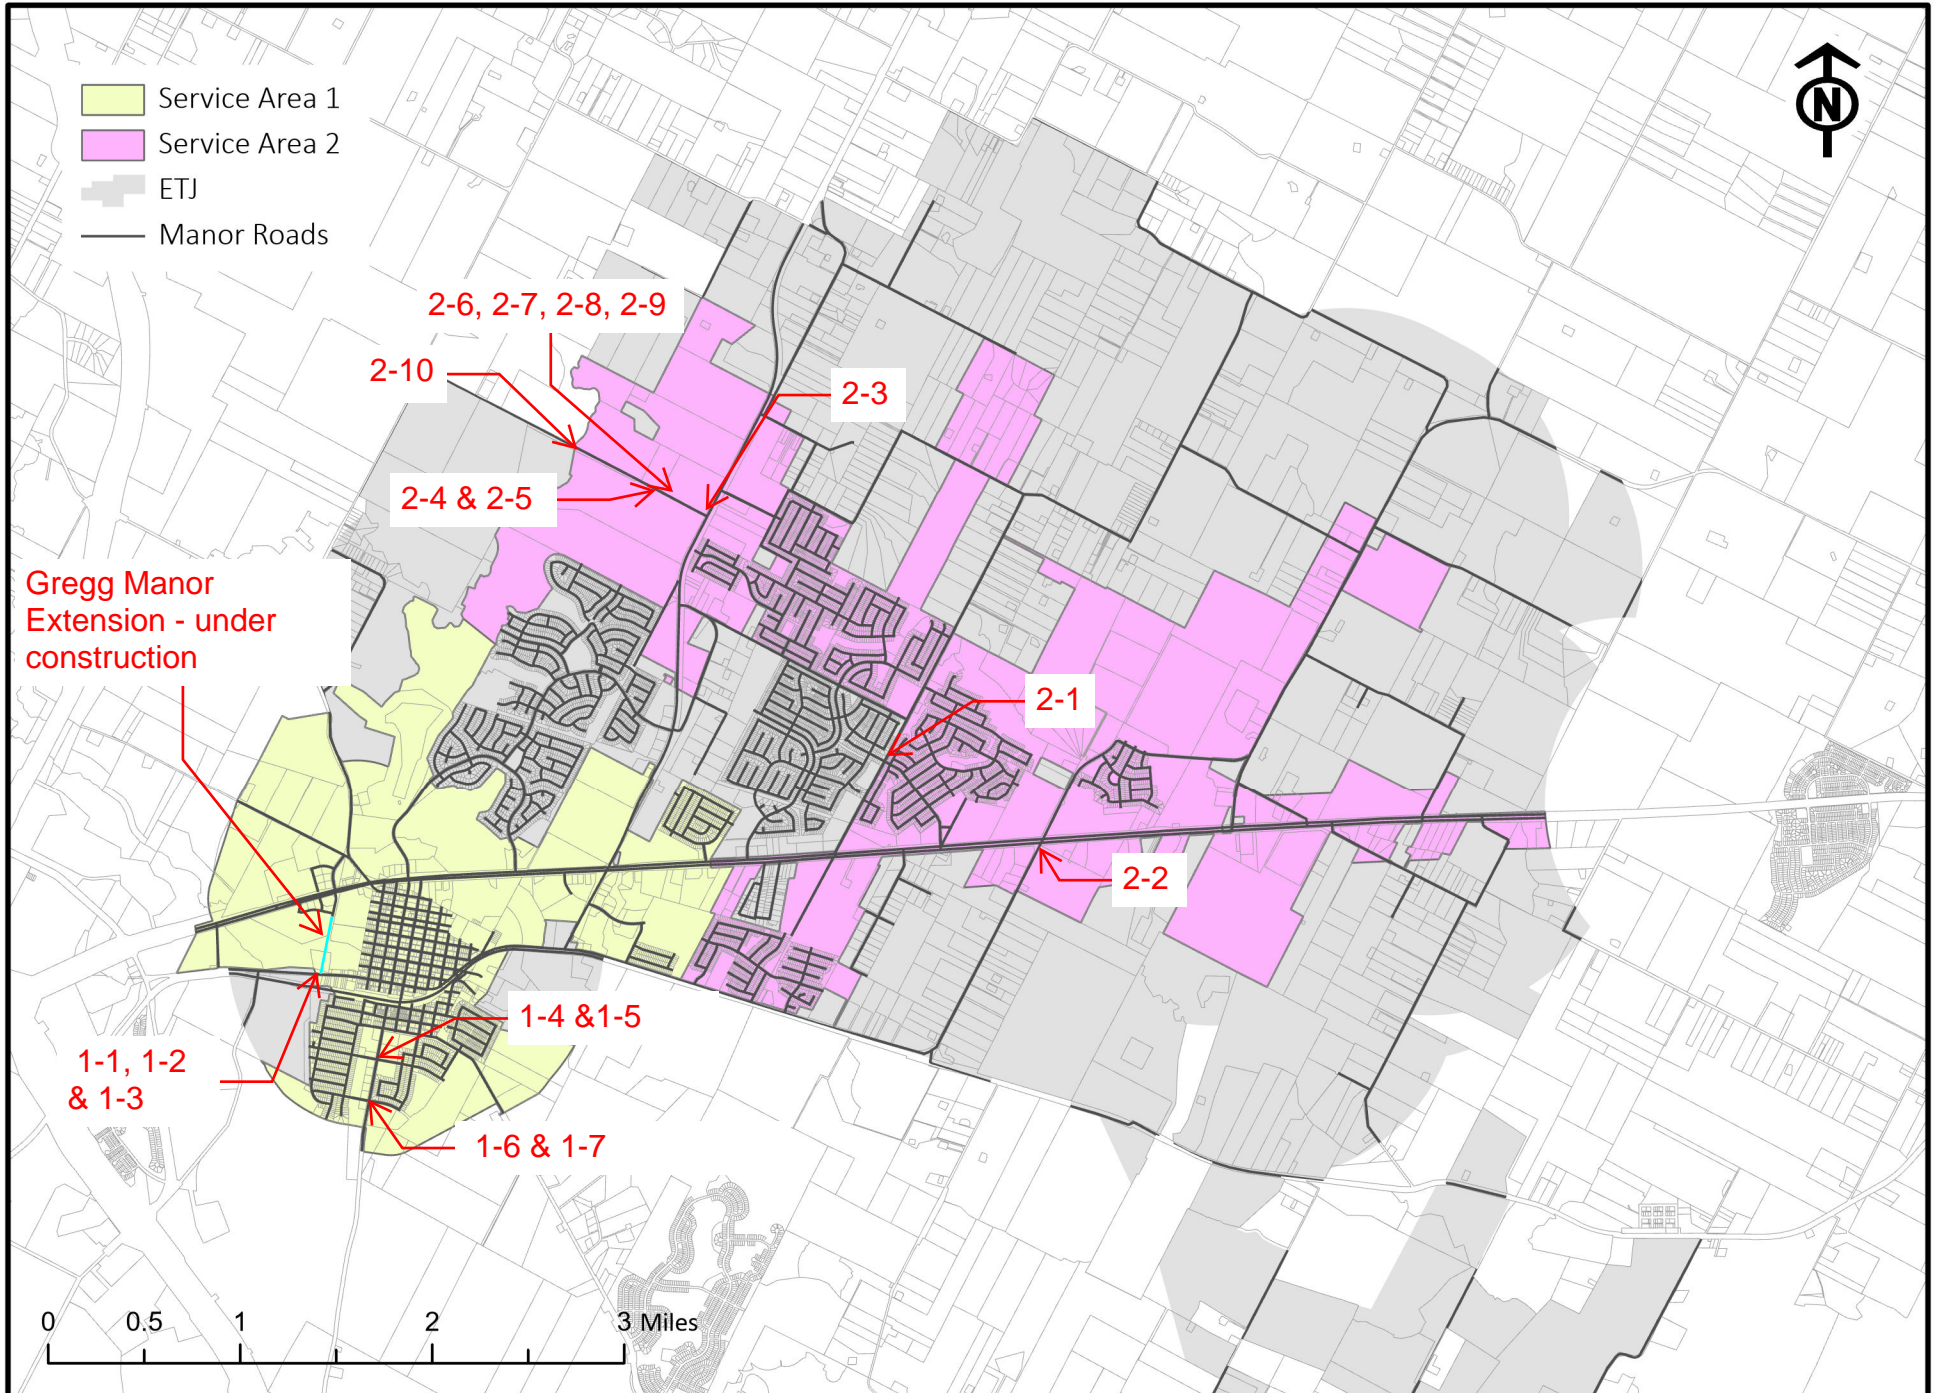 Service Area 1
Service Area 2
ETJ
Manor Roads
N
2-6, 2-7, 2-8, 2-9
2-10
2-3
2-4 & 2-5
Gregg Manor
Extension - under
construction
2-1
2-2
1-4 &1-5
1-1, 1-2
& 1-3
1-6 & 1-7
0 0.5 1 2 3 Miles